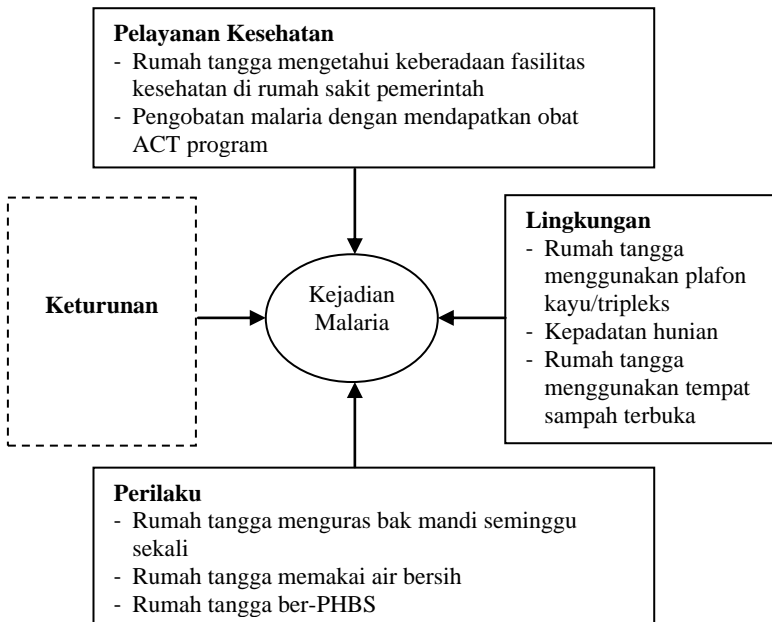 Pelayanan Kesehatan
- Rumah tangga mengetahui keberadaan fasilitas
kesehatan di rumah sakit pemerintah
- Pengobatan malaria dengan mendapatkan obat
ACT program
Keturunan
Kejadian
Malaria
Lingkungan
- Rumah tangga
menggunakan plafon
kayu/tripleks
- Kepadatan hunian
- Rumah tangga
menggunakan tempat
sampah terbuka
Perilaku
- Rumah tangga menguras bak mandi seminggu
sekali
- Rumah tangga memakai air bersih
- Rumah tangga ber-PHBS